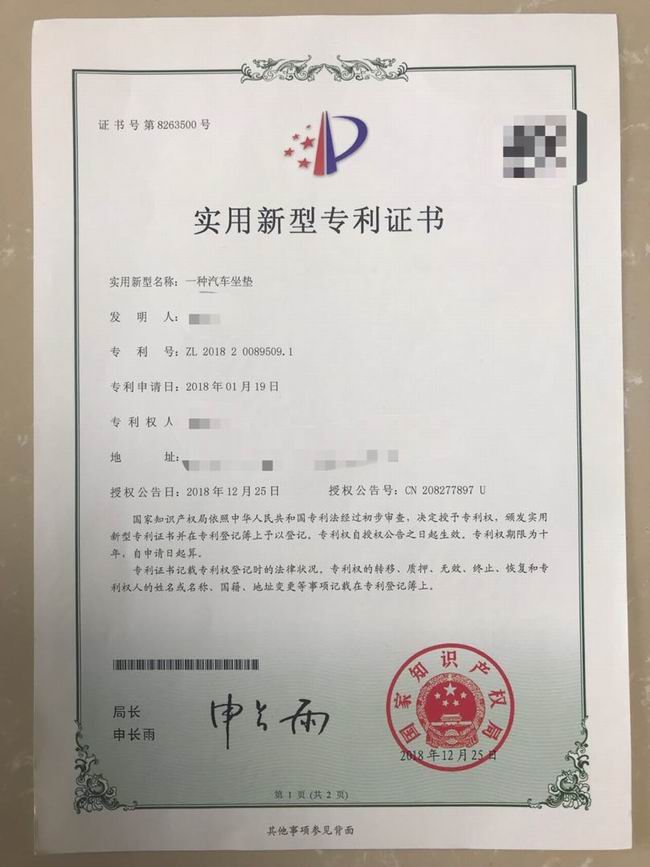 证书号第8263500号
实用新型专利证书
实用新型名称：一种汽车坐垫
发明人：
专利号：ZL 2018 2 0089509.1
专利申请日：2018年01月19日
专利权人
地址：
授权公告日：2018年12月25日 授权公告号：CN 208277897 U
国家知识产权局依照中华人民共和国专利法经过初步审查，决定授予专利权，颁发实用
新型专利证书并在专利登记簿上予以登记。专利权自授权公告之日起生效。专利权期限为十
年，自申请日起算。
专利证书记载专利权登记时的法律状况。专利权的转移、质押、无效、终止、恢复和专
利权人的姓名或名称、国籍、地址变更等事项记载在专利登记簿上。
局长
申长雨
申长雨
国家知识产权局
2018年12月25日
第1页(共2页)
其他事项参见背面